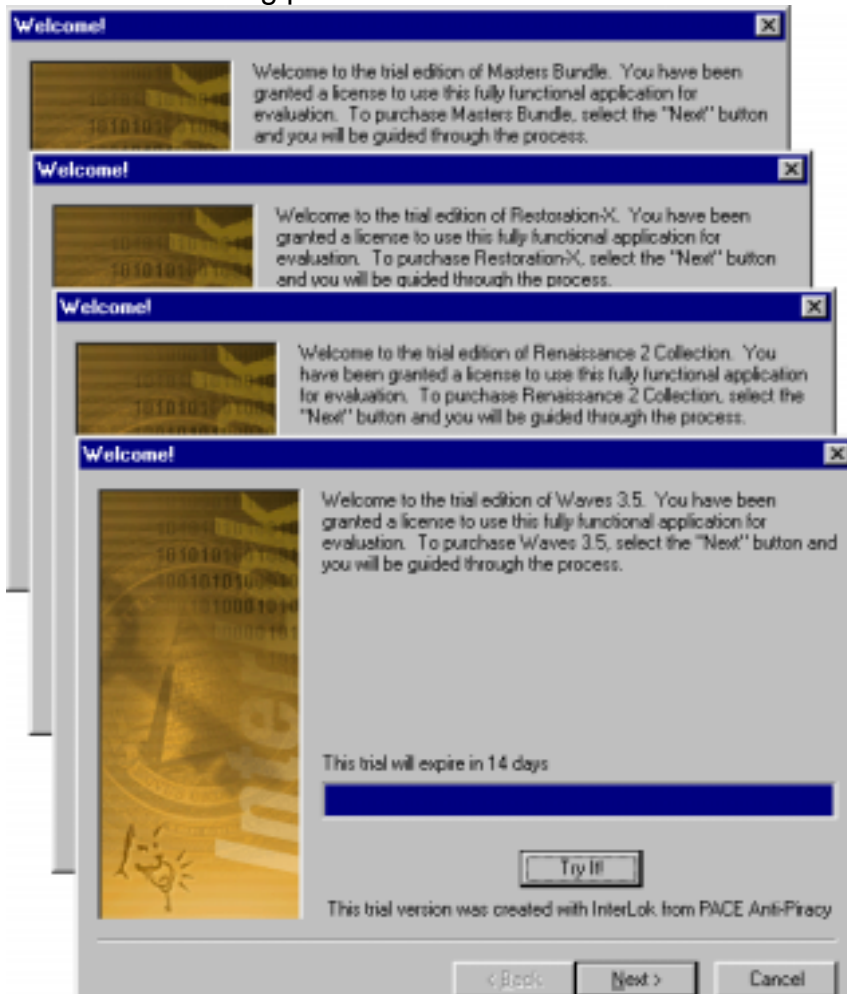 Welcome!
Welcome to the trial edition of Masters Bundle. You have been
granted a license to use this fully functional application for
evaluation. To purchase Masters Bundle, select the "Next" button
and you will be guided through the process.
Welcome!
Welcome to the trial edition of Restoration-X. You have been
granted a license to use this fully functional application for
evaluation. To purchase Restoration-X, select the "Next" button
and you will be guided through the process.
Welcome!
Welcome to the trial edition of Renaissance 2 Collection. You
have been granted a license to use this fully functional application
for evaluation. To purchase Renaissance 2 Collection, select the
"Next" button and you will be guided through the process.
Welcome!
Welcome to the trial edition of Waves 3.5. You have been
granted a license to use this fully functional application for
evaluation. To purchase Waves 3.5, select the "Next" button and
you will be guided through the process.
InterLok
This trial will expire in 14 days
Try It!
This trial version was created with InterLok from PACE Anti-Piracy
< Back
Next >
Cancel